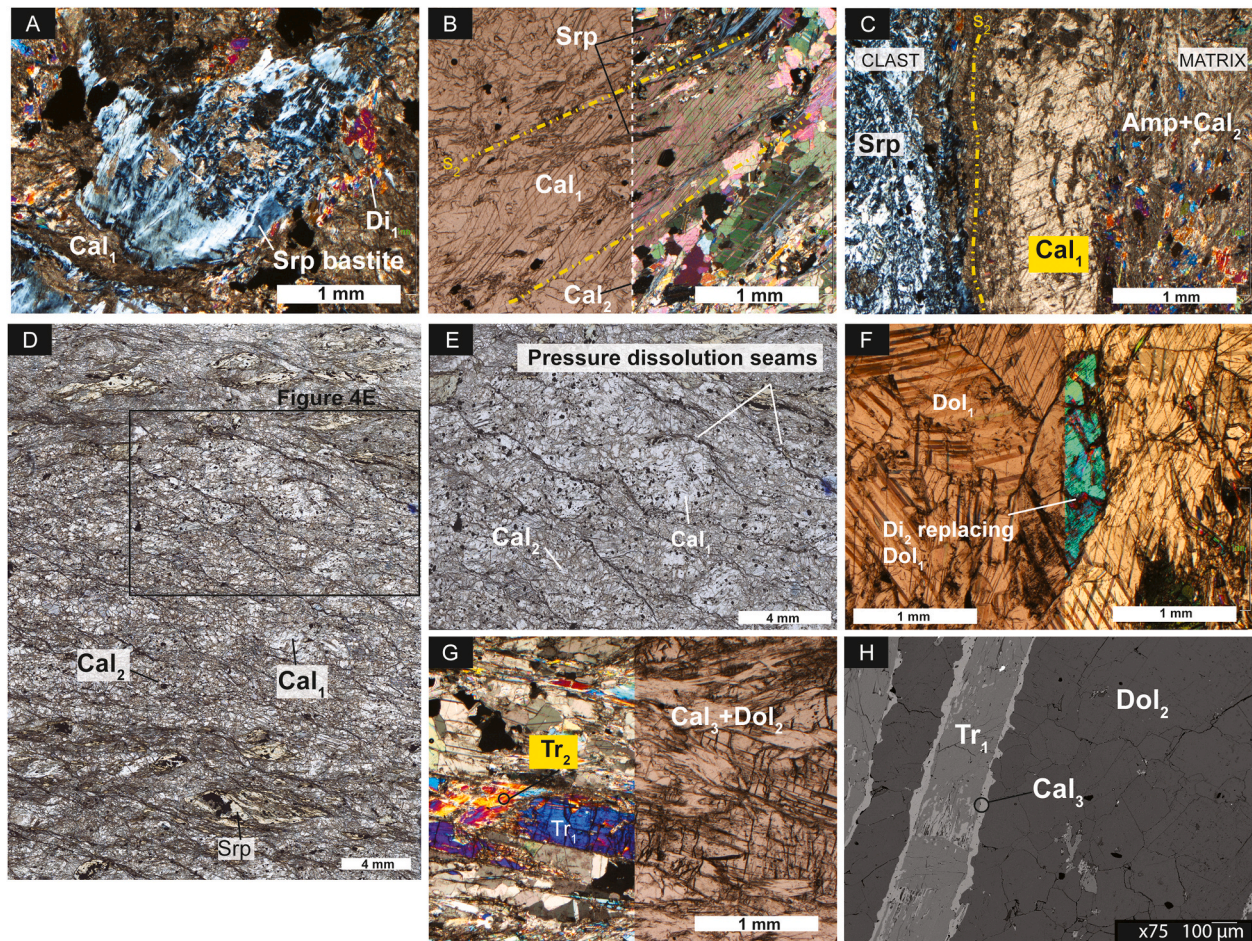 A
Cal₁
Di₁
Srp bastite
1 mm
B
Srp
S₂
Cal₁
Cal₂
1 mm
C
S₂
CLAST
MATRIX
Srp
Amp+Cal₂
Cal₁
1 mm
D
Figure 4E
Cal₂
Cal₁
Srp
4 mm
E
Pressure dissolution seams
Cal₂
Cal₁
4 mm
F
Dol₁
Di₂ replacing
Dol₁
1 mm
1 mm
G
Cal₃+Dol₂
Tr₂
Tr₁
1 mm
H
Dol₂
Tr₁
Cal₃
x75 100 μm